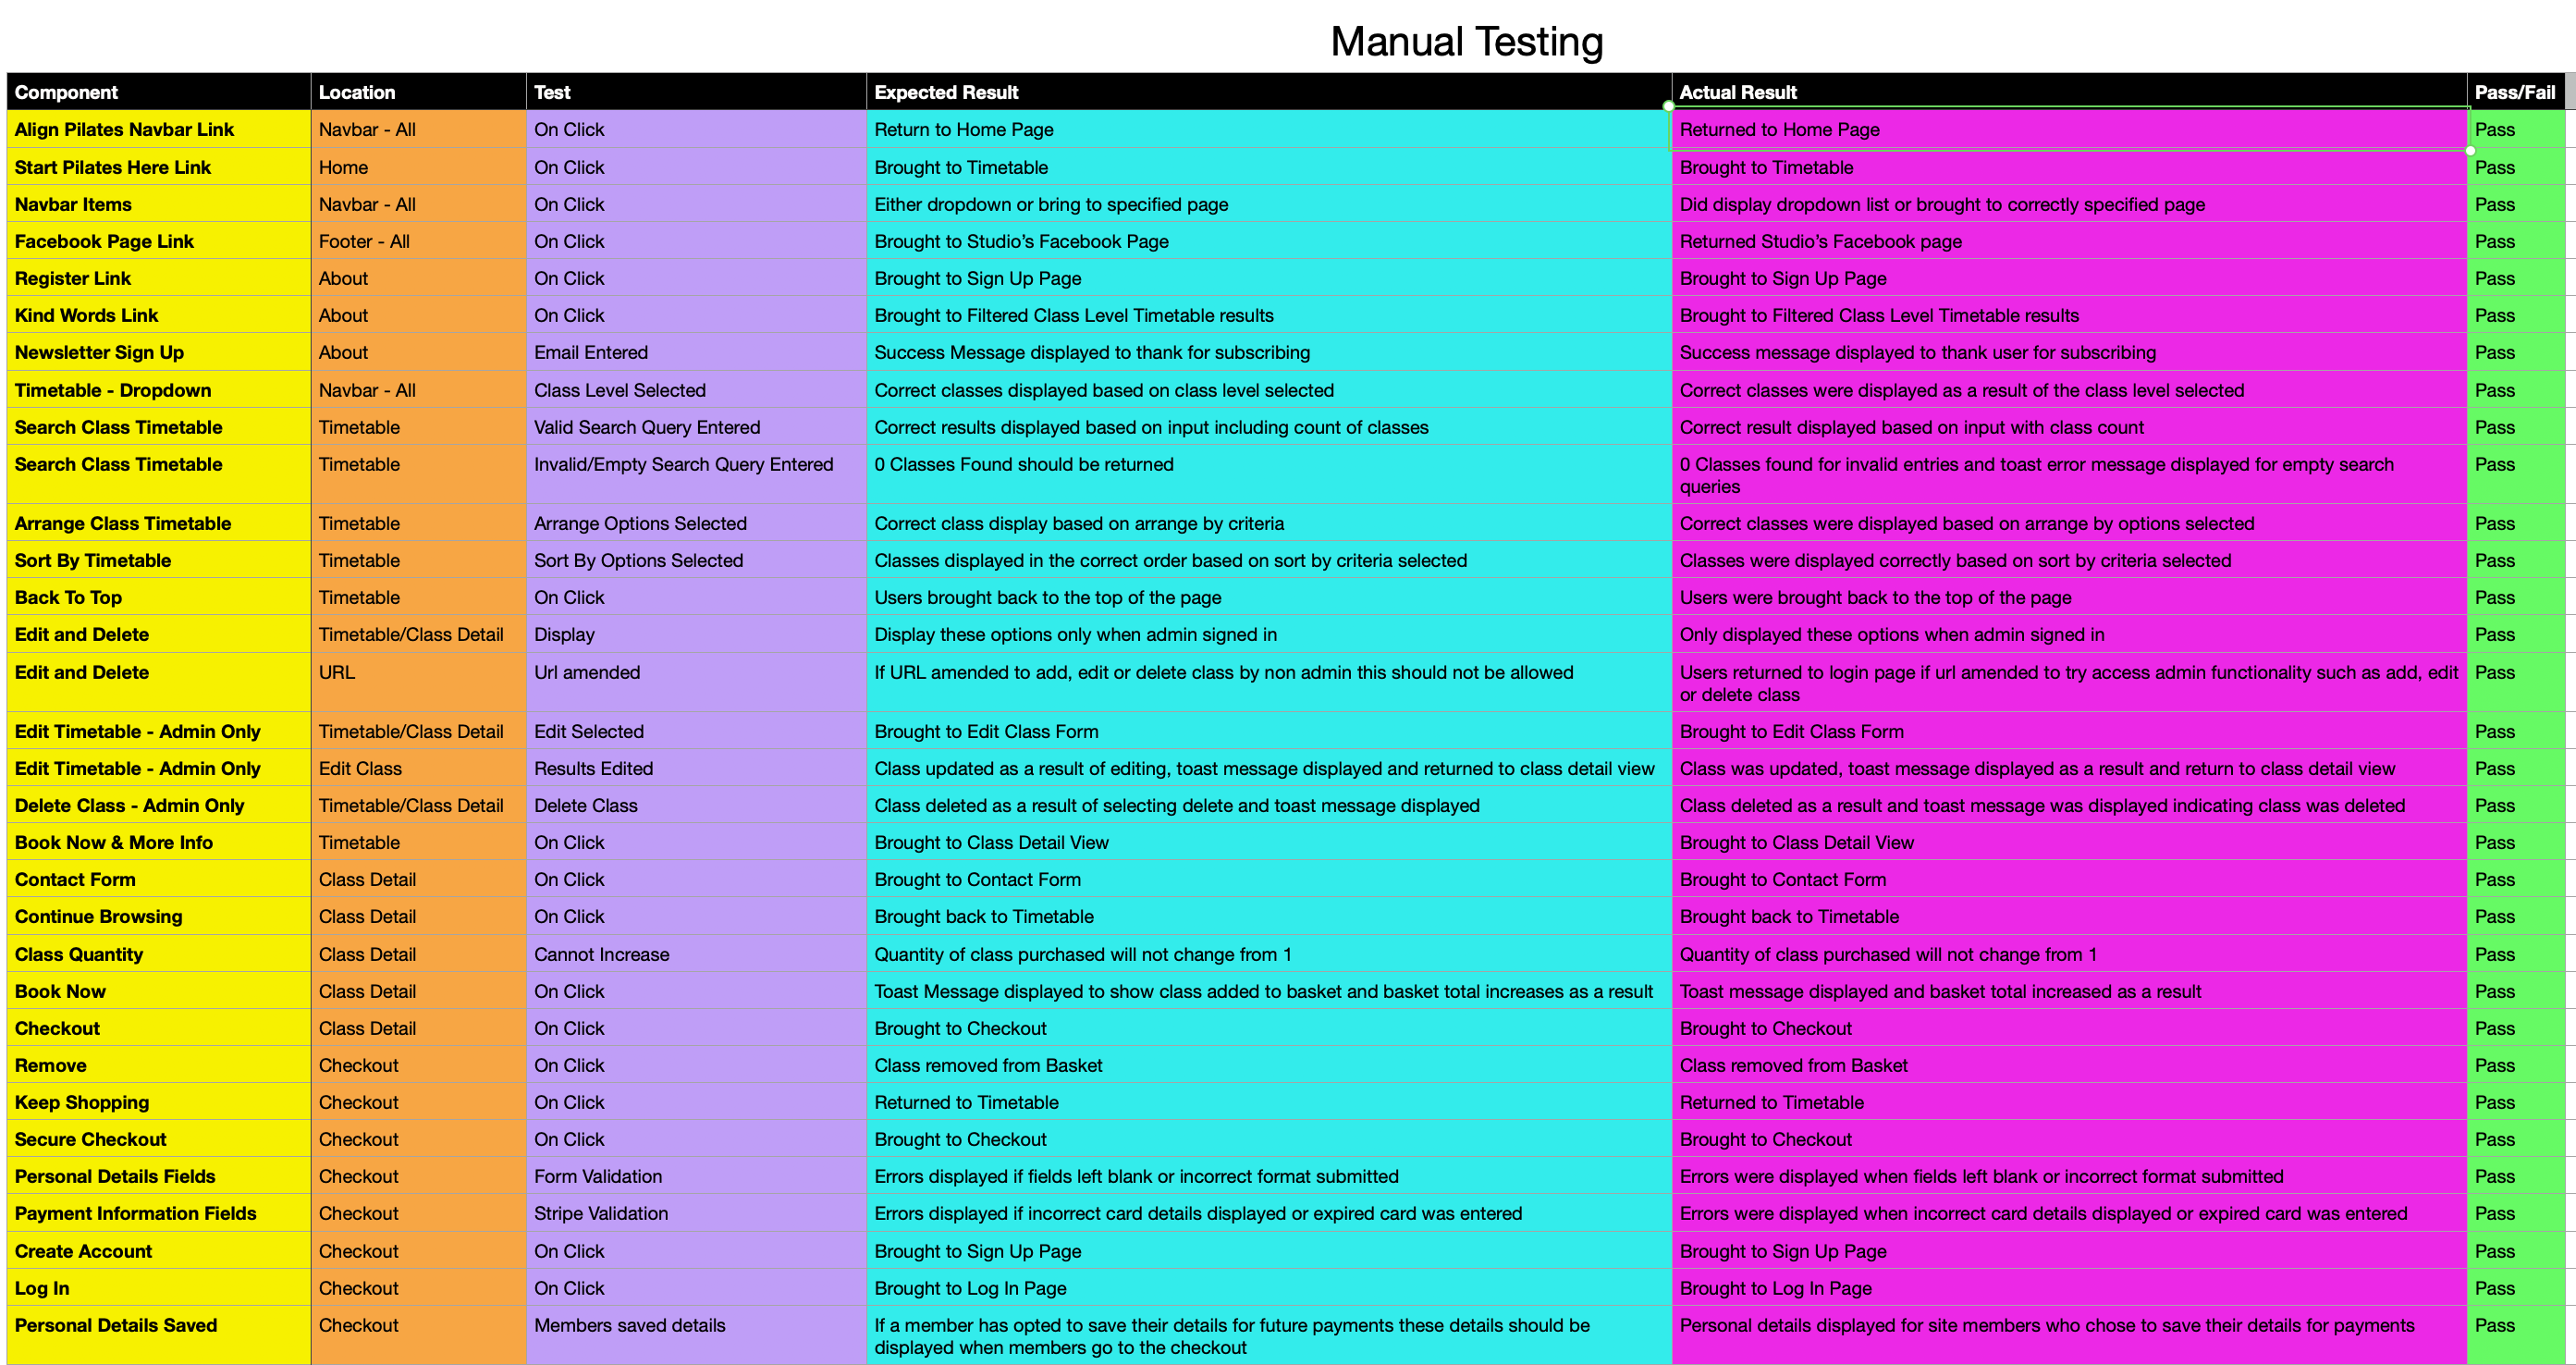 Manual Testing
Component Location Test Expected Result Actual Result Pass/Fail
Align Pilates Navbar Link Navbar - All On Click Return to Home Page Returned to Home Page Pass
Start Pilates Here Link Home On Click Brought to Timetable Brought to Timetable Pass
Navbar Items Navbar - All On Click Either dropdown or bring to specified page Did display dropdown list or brought to correctly specified page Pass
Facebook Page Link Footer - All On Click Brought to Studio’s Facebook Page Returned Studio’s Facebook page Pass
Register Link About On Click Brought to Sign Up Page Brought to Sign Up Page Pass
Kind Words Link About On Click Brought to Filtered Class Level Timetable results Brought to Filtered Class Level Timetable results Pass
Newsletter Sign Up About Email Entered Success Message displayed to thank for subscribing Success message displayed to thank user for subscribing Pass
Timetable - Dropdown Navbar - All Class Level Selected Correct classes displayed based on class level selected Correct classes were displayed as a result of the class level selected Pass
Search Class Timetable Timetable Valid Search Query Entered Correct results displayed based on input including count of classes Correct result displayed based on input with class count Pass
Search Class Timetable Timetable Invalid/Empty Search Query Entered 0 Classes Found should be returned 0 Classes found for invalid entries and toast error message displayed for empty search Pass
queries
Arrange Class Timetable Timetable Arrange Options Selected Correct class display based on arrange by criteria Correct classes were displayed based on arrange by options selected Pass
Sort By Timetable Timetable Sort By Options Selected Classes displayed in the correct order based on sort by criteria selected Classes were displayed correctly based on sort by criteria selected Pass
Back To Top Timetable On Click Users brought back to the top of the page Users were brought back to the top of the page Pass
Edit and Delete Timetable/Class Detail Display Display these options only when admin signed in Only displayed these options when admin signed in Pass
Edit and Delete URL Url amended If URL amended to add, edit or delete class by non admin this should not be allowed Users returned to login page if url amended to try access admin functionality such as add, edit Pass
or delete class
Edit Timetable - Admin Only Timetable/Class Detail Edit Selected Brought to Edit Class Form Brought to Edit Class Form Pass
Edit Timetable - Admin Only Edit Class Results Edited Class updated as a result of editing, toast message displayed and returned to class detail view Class was updated, toast message displayed as a result and return to class detail view Pass
Delete Class - Admin Only Timetable/Class Detail Delete Class Class deleted as a result of selecting delete and toast message displayed Class deleted as a result and toast message was displayed indicating class was deleted Pass
Book Now & More Info Timetable On Click Brought to Class Detail View Brought to Class Detail View Pass
Contact Form Class Detail On Click Brought to Contact Form Brought to Contact Form Pass
Continue Browsing Class Detail On Click Brought back to Timetable Brought back to Timetable Pass
Class Quantity Class Detail Cannot Increase Quantity of class purchased will not change from 1 Quantity of class purchased will not change from 1 Pass
Book Now Class Detail On Click Toast Message displayed to show class added to basket and basket total increases as a result Toast message displayed and basket total increased as a result Pass
Checkout Class Detail On Click Brought to Checkout Brought to Checkout Pass
Remove Checkout On Click Class removed from Basket Class removed from Basket Pass
Keep Shopping Checkout On Click Returned to Timetable Returned to Timetable Pass
Secure Checkout Checkout On Click Brought to Checkout Brought to Checkout Pass
Personal Details Fields Checkout Form Validation Errors displayed if fields left blank or incorrect format submitted Errors were displayed when fields left blank or incorrect format submitted Pass
Payment Information Fields Checkout Stripe Validation Errors displayed if incorrect card details displayed or expired card was entered Errors were displayed when incorrect card details displayed or expired card was entered Pass
Create Account Checkout On Click Brought to Sign Up Page Brought to Sign Up Page Pass
Log In Checkout On Click Brought to Log In Page Brought to Log In Page Pass
Personal Details Saved Checkout Members saved details If a member has opted to save their details for future payments these details should be Personal details displayed for site members who chose to save their details for payments Pass
displayed when members go to the checkout